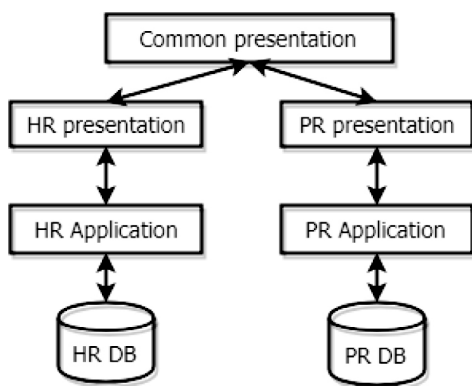 Common presentation
HR presentation
PR presentation
HR Application
PR Application
HR DB
PR DB